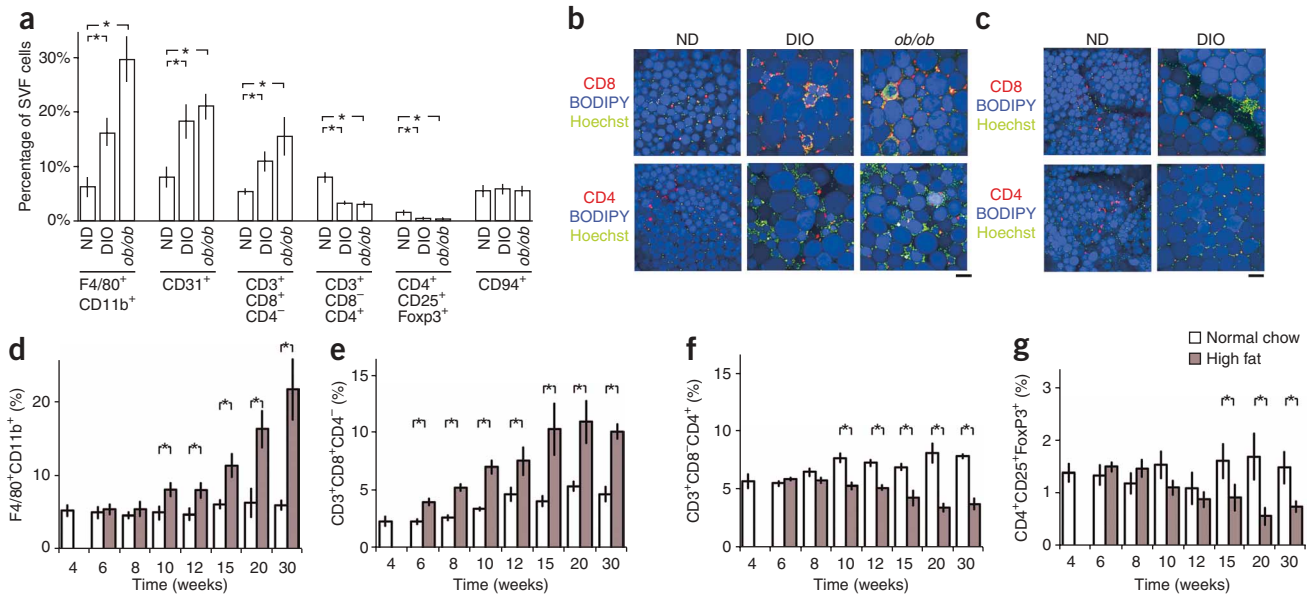 a
Percentage of SVF cells
30%
20%
10%
0%
* * * * * * * * * *
ND DIO ob/ob ND DIO ob/ob ND DIO ob/ob ND DIO ob/ob ND DIO ob/ob ND DIO ob/ob
F4/80+ CD11b+
CD31+
CD3+ CD8+ CD4−
CD3+ CD8− CD4+
CD4+ CD25+ Foxp3+
CD94+
b
ND DIO ob/ob
CD8
BODIPY
Hoechst
CD4
BODIPY
Hoechst
c
ND DIO
CD8
BODIPY
Hoechst
CD4
BODIPY
Hoechst
d
F4/80+CD11b+ (%)
20
10
0
* * * * *
4 6 8 10 12 15 20 30
Time (weeks)
e
CD3+CD8+CD4− (%)
15
10
5
0
* * * * * * *
4 6 8 10 12 15 20 30
Time (weeks)
f
CD3+CD8−CD4+ (%)
15
10
5
0
* * * * *
4 6 8 10 12 15 20 30
Time (weeks)
g
Normal chow
High fat
CD4+CD25+FoxP3+ (%)
3
2
1
0
* * *
4 6 8 10 12 15 20 30
Time (weeks)